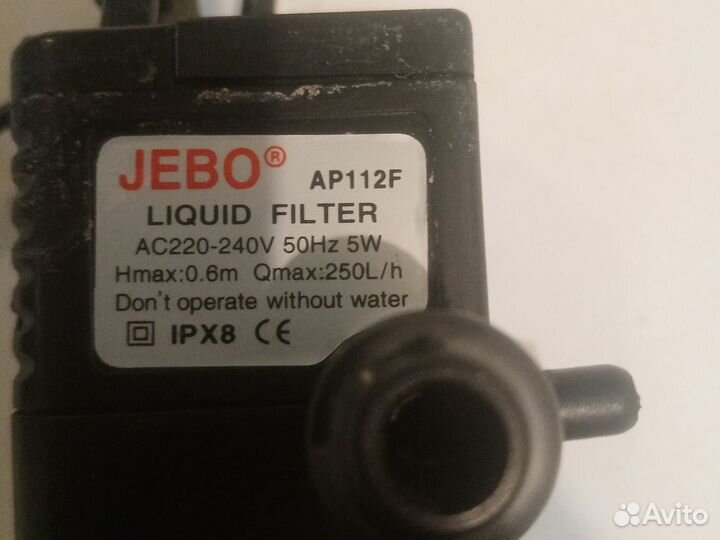 JEBO® AP112F
LIQUID FILTER
AC220-240V 50Hz 5W
Hmax:0.6m Qmax:250L/h
Don't operate without water
IPX8 CE
Avito